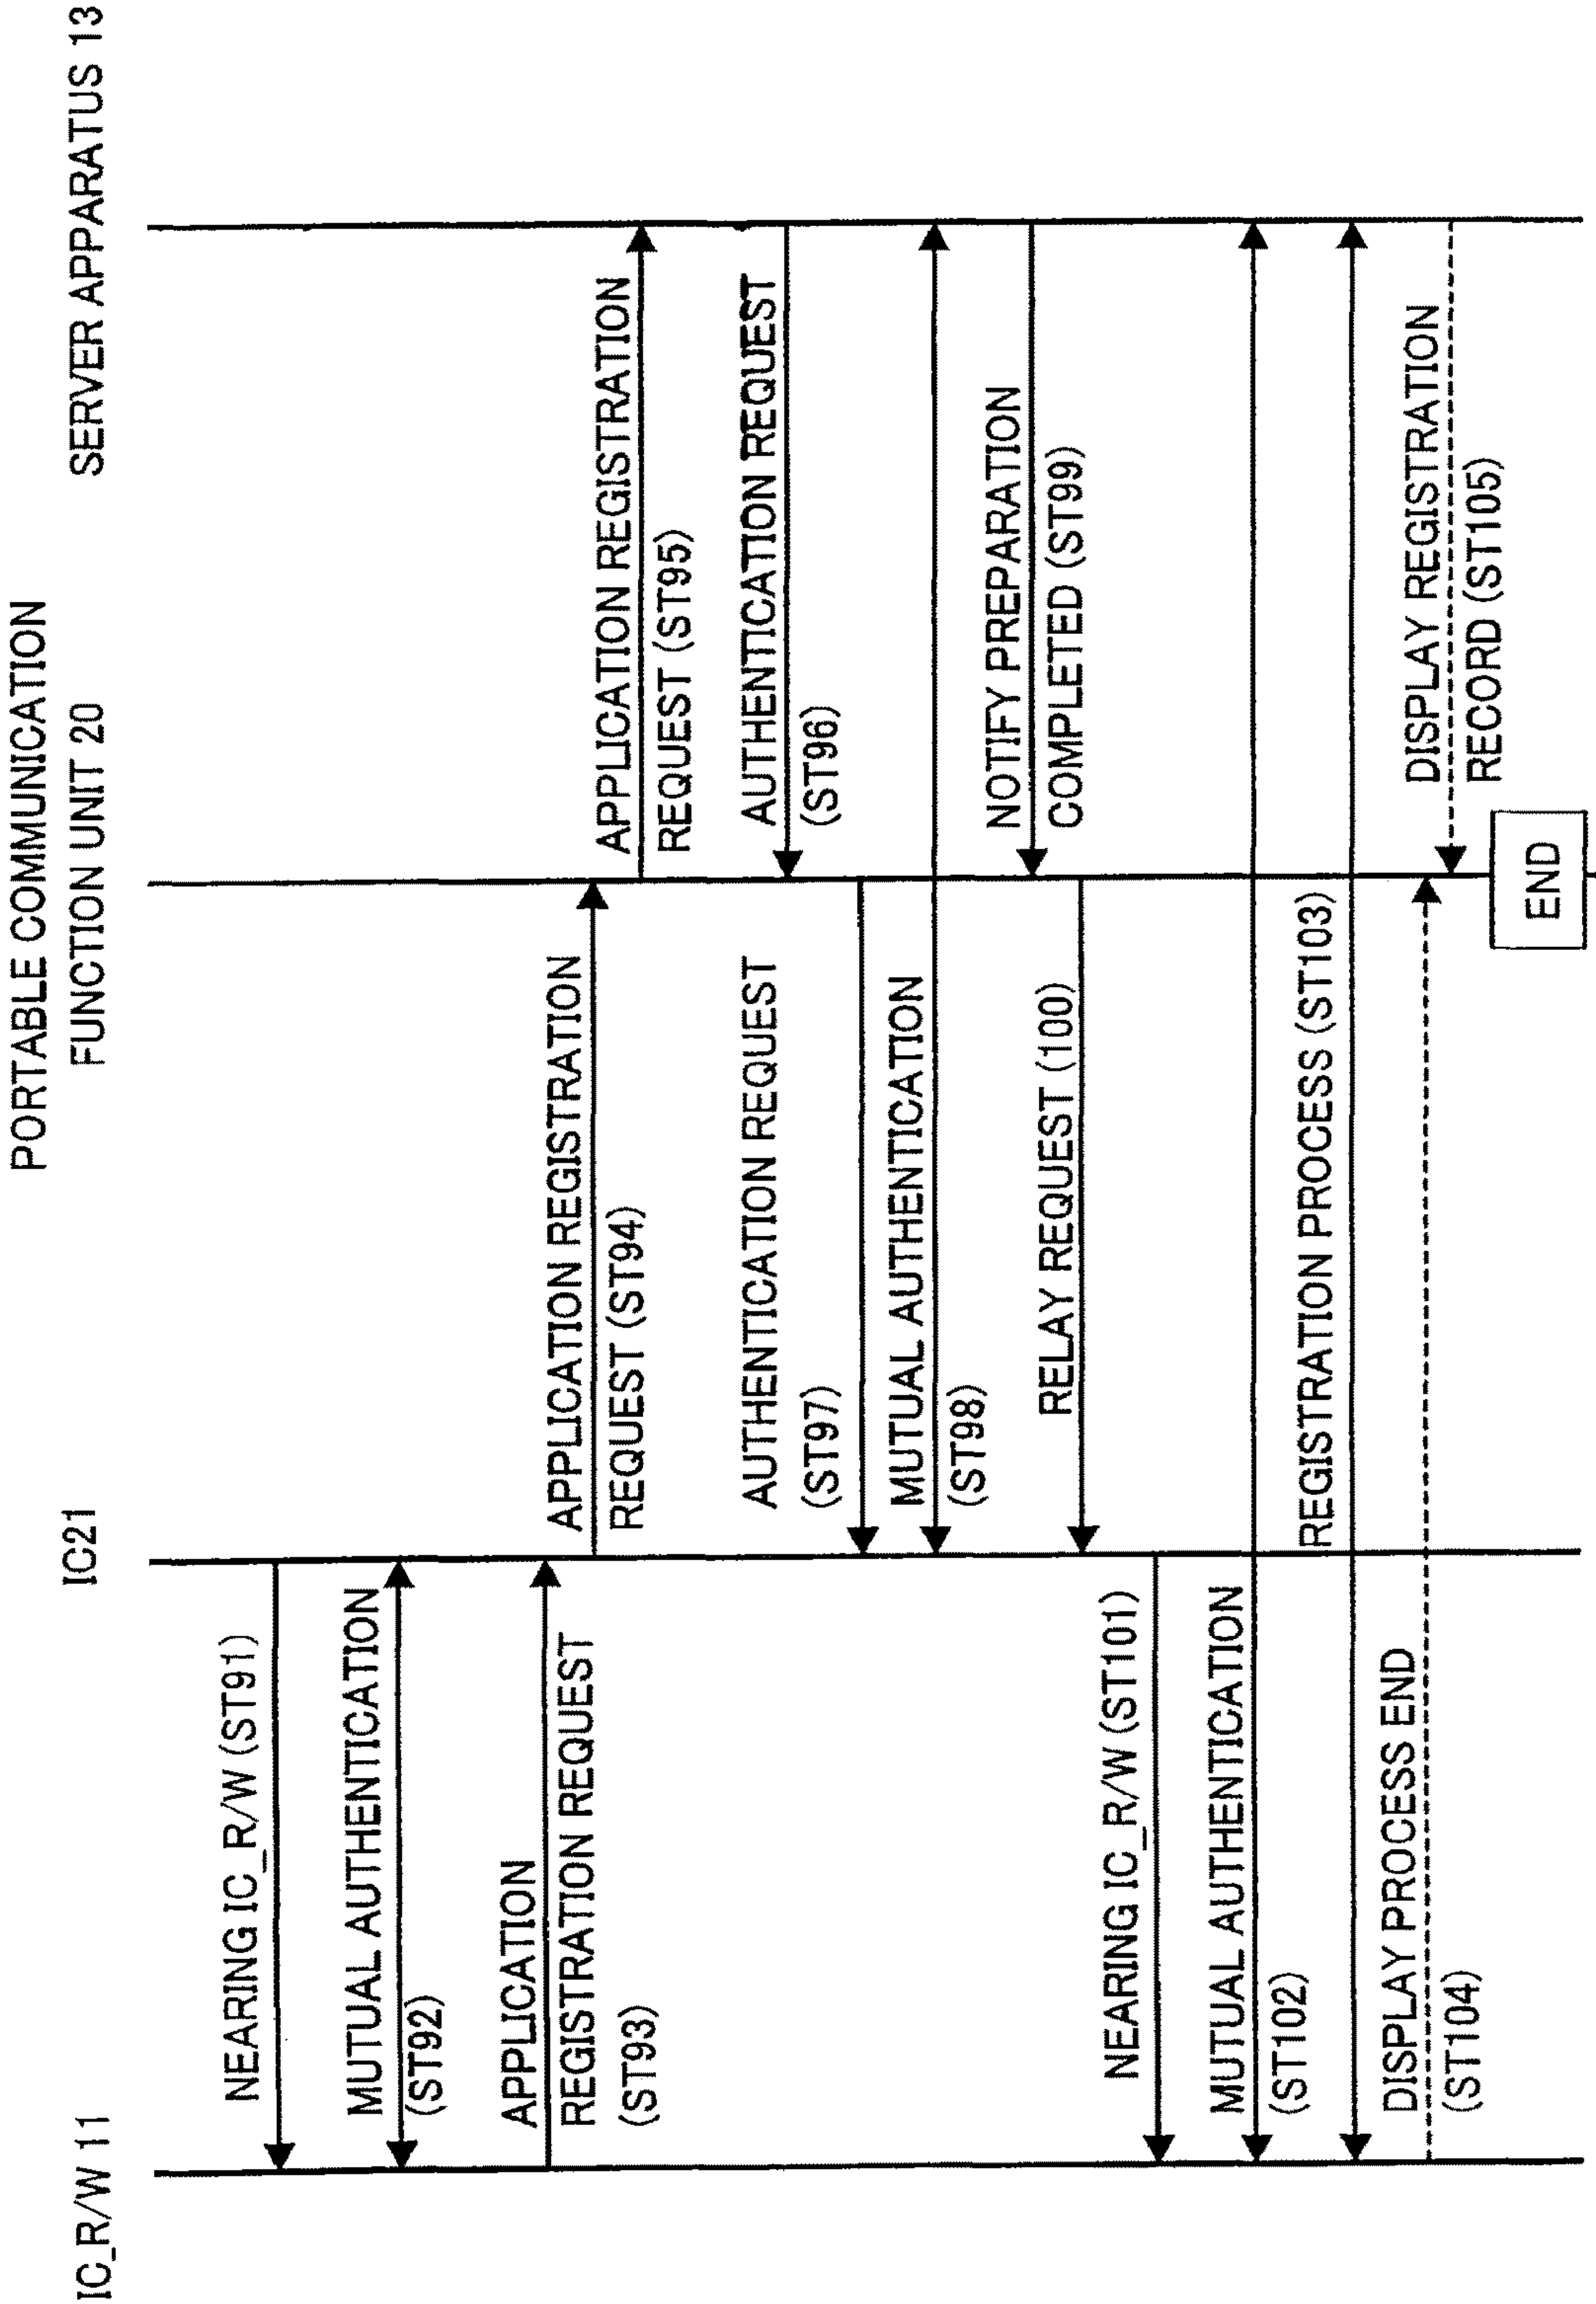 IC_R/W 11
IC21
PORTABLE COMMUNICATION
FUNCTION UNIT 20
SERVER APPARATUS 13
NEARING IC_R/W (ST91)
MUTUAL AUTHENTICATION
(ST92)
APPLICATION
REGISTRATION REQUEST
(ST93)
APPLICATION REGISTRATION
REQUEST (ST94)
APPLICATION REGISTRATION
REQUEST (ST95)
AUTHENTICATION REQUEST
(ST96)
AUTHENTICATION REQUEST
(ST97)
MUTUAL AUTHENTICATION
(ST98)
NOTIFY PREPARATION
COMPLETED (ST99)
RELAY REQUEST (100)
NEARING IC_R/W (ST101)
MUTUAL AUTHENTICATION
(ST102)
REGISTRATION PROCESS (ST103)
DISPLAY PROCESS END
(ST104)
DISPLAY REGISTRATION
RECORD (ST105)
END